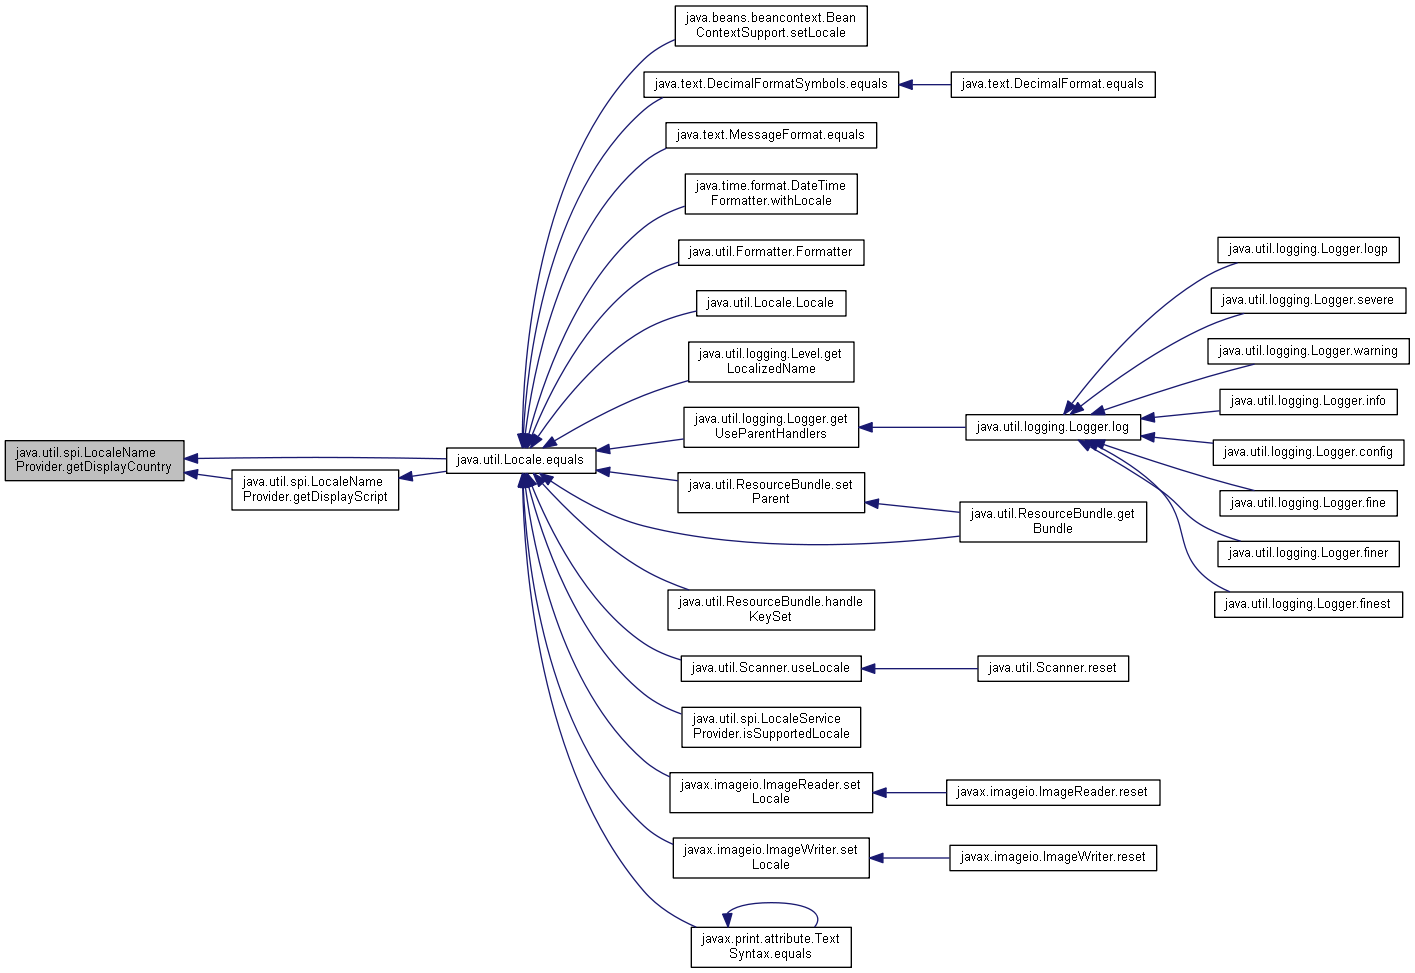 java.util.spi.LocaleName
Provider.getDisplayCountry
java.util.spi.LocaleName
Provider.getDisplayScript
java.util.Locale.equals
java.beans.beancontext.Bean
ContextSupport.setLocale
java.text.DecimalFormatSymbols.equals
java.text.DecimalFormat.equals
java.text.MessageFormat.equals
java.time.format.DateTime
Formatter.withLocale
java.util.Formatter.Formatter
java.util.Locale.Locale
java.util.logging.Level.get
LocalizedName
java.util.logging.Logger.get
UseParentHandlers
java.util.logging.Logger.log
java.util.logging.Logger.logp
java.util.logging.Logger.severe
java.util.logging.Logger.warning
java.util.logging.Logger.info
java.util.logging.Logger.config
java.util.logging.Logger.fine
java.util.logging.Logger.finer
java.util.logging.Logger.finest
java.util.ResourceBundle.set
Parent
java.util.ResourceBundle.get
Bundle
java.util.ResourceBundle.handle
KeySet
java.util.Scanner.useLocale
java.util.Scanner.reset
java.util.spi.LocaleService
Provider.isSupportedLocale
javax.imageio.ImageReader.set
Locale
javax.imageio.ImageReader.reset
javax.imageio.ImageWriter.set
Locale
javax.imageio.ImageWriter.reset
javax.print.attribute.Text
Syntax.equals